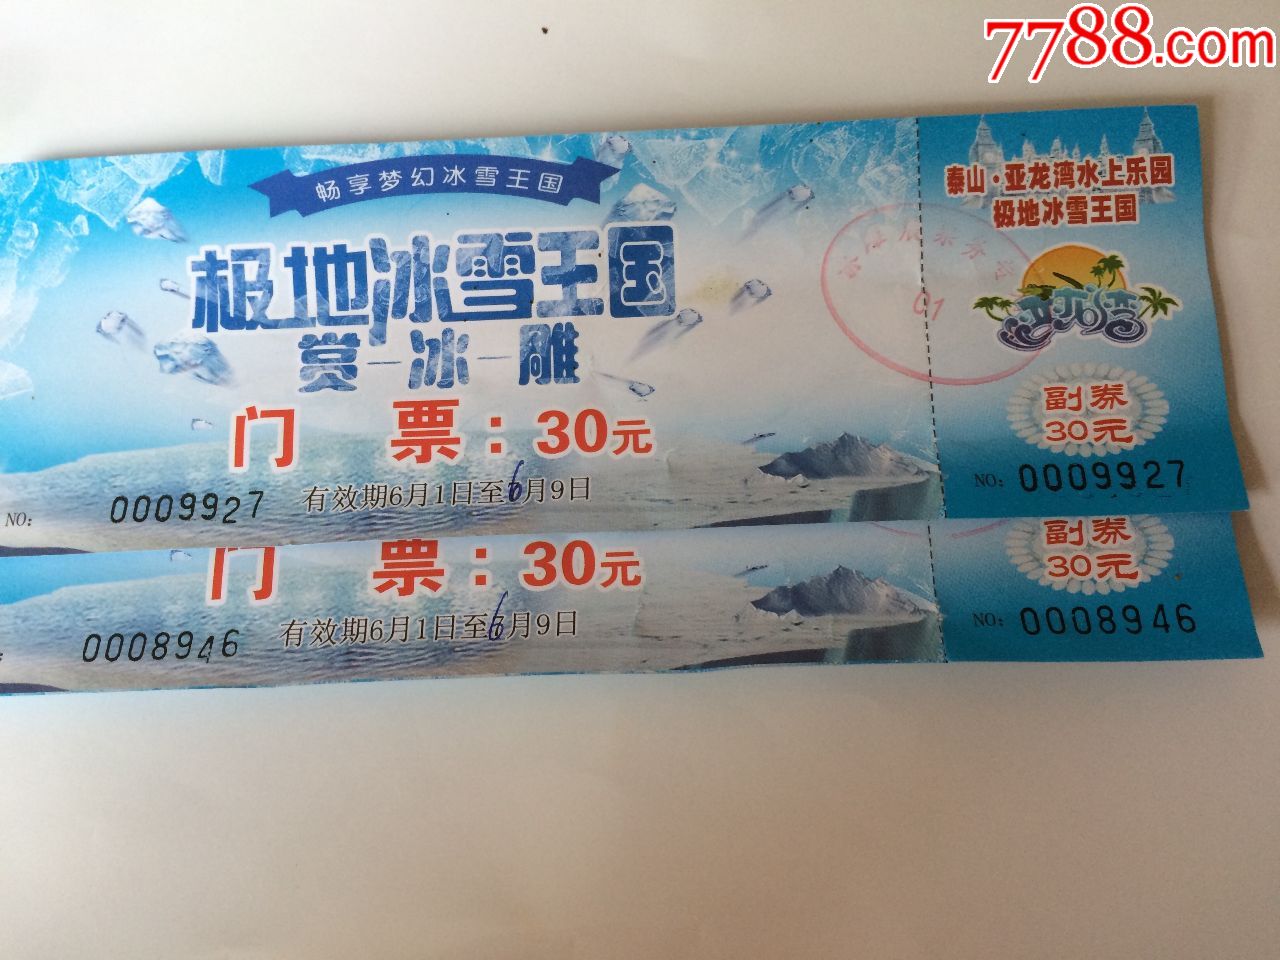 7788.com
畅享梦幻冰雪王国
极地冰雪王国
赏-冰-雕
门 票：30元
NO: 0009927
有效期6月1日至6月9日
泰山·亚龙湾水上乐园
极地冰雪王国
亚龙湾
副券
30元
NO: 0009927
01
门 票：30元
0008946
有效期6月1日至6月9日
副券
30元
NO: 0008946